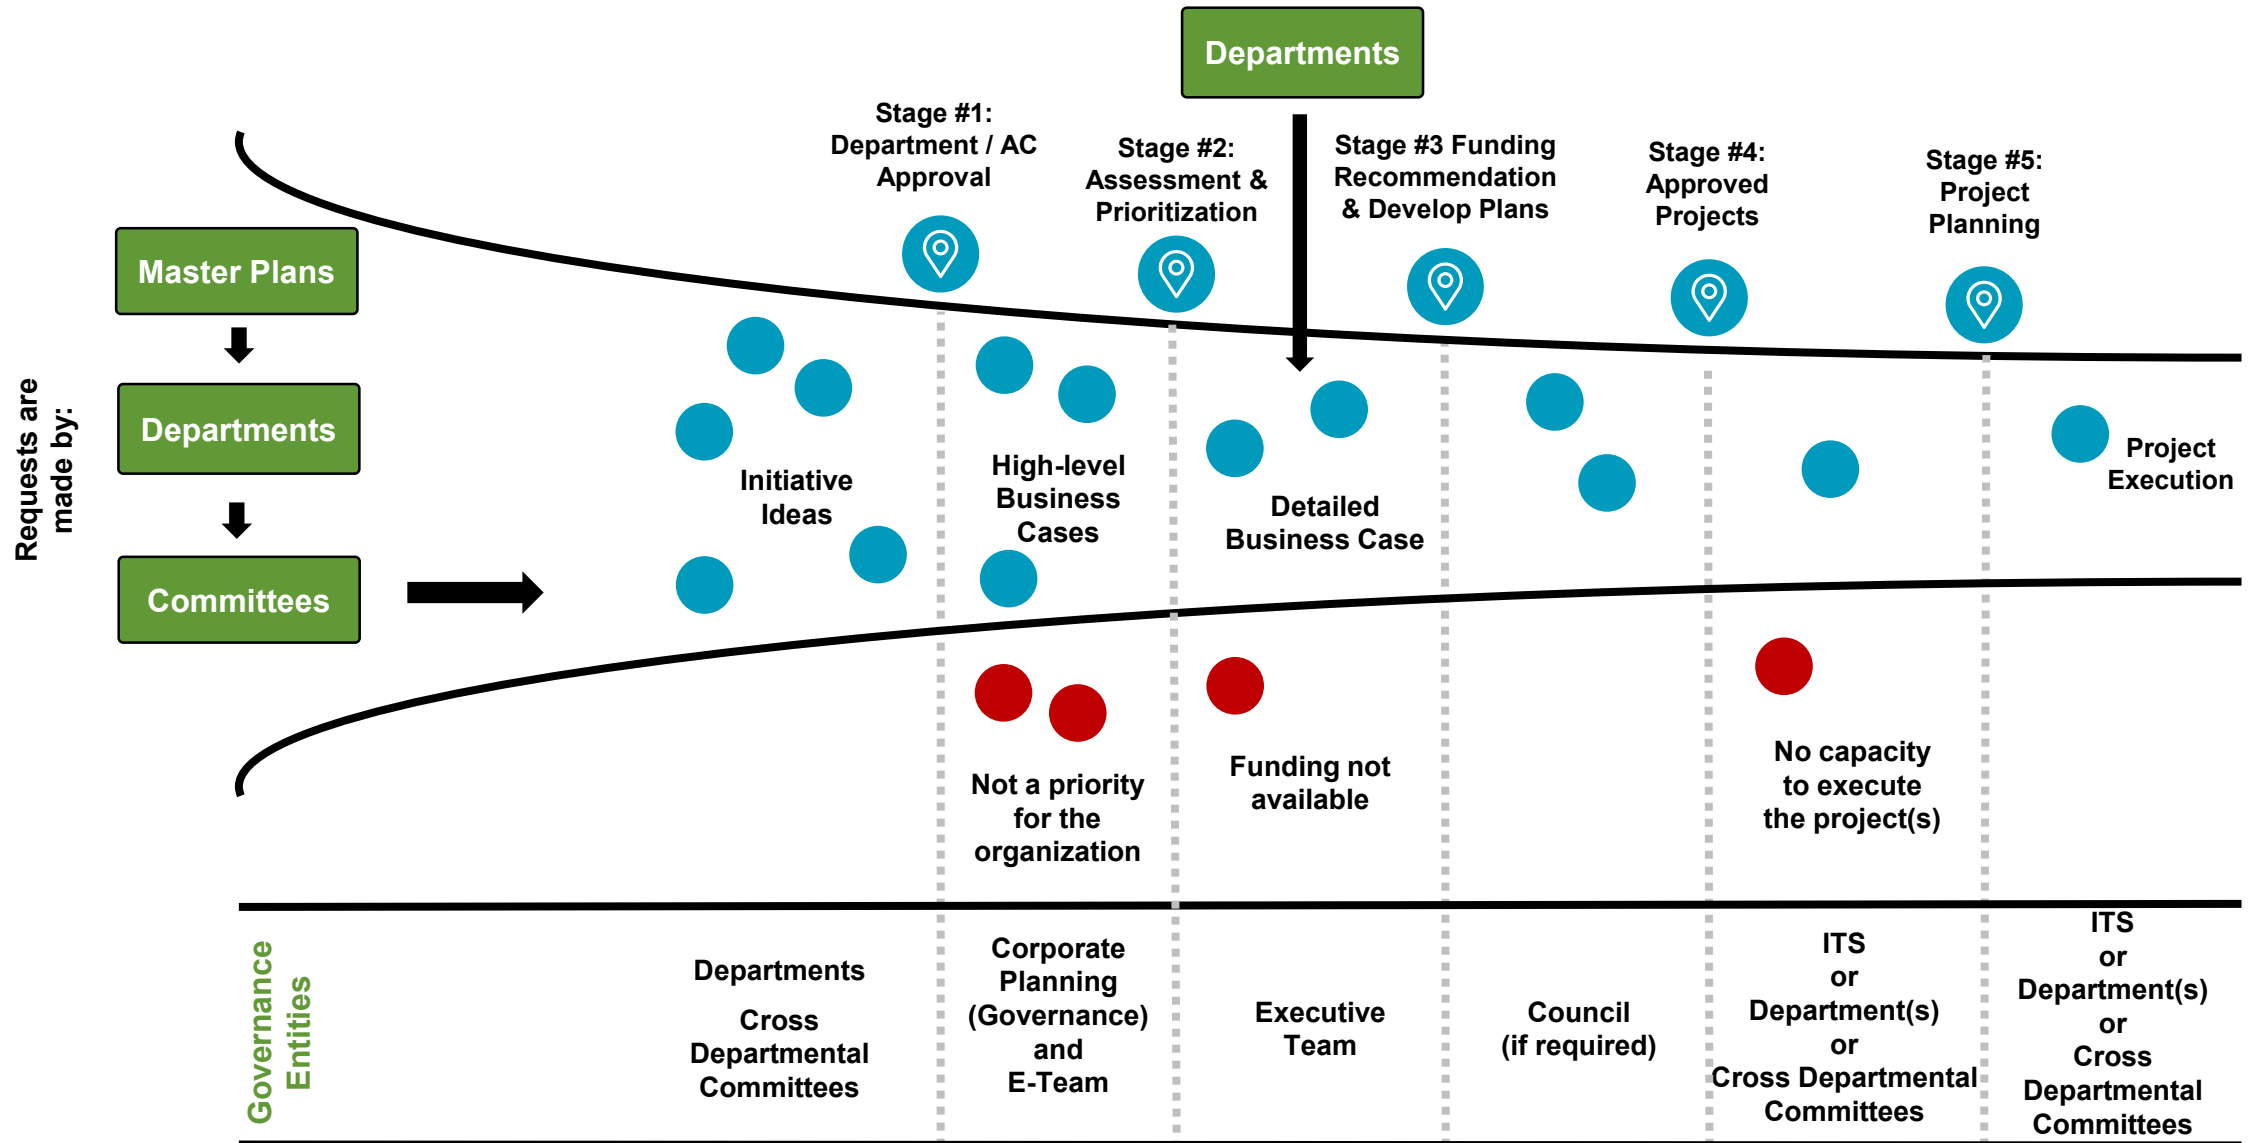 Departments
Stage #1:
Department / AC
Approval
Stage #2:
Assessment &
Prioritization
Stage #3 Funding
Recommendation
& Develop Plans
Stage #4:
Approved
Projects
Stage #5:
Project
Planning
Requests are
made by:
Master Plans
Departments
Committees
Initiative
Ideas
High-level
Business
Cases
Detailed
Business Case
Project
Execution
Not a priority
for the
organization
Funding not
available
No capacity
to execute
the project(s)
Governance
Entities
Departments
Cross
Departmental
Committees
Corporate
Planning
(Governance)
and
E-Team
Executive
Team
Council
(if required)
ITS
or
Department(s)
or
Cross Departmental
Committees
ITS
or
Department(s)
or
Cross
Departmental
Committees